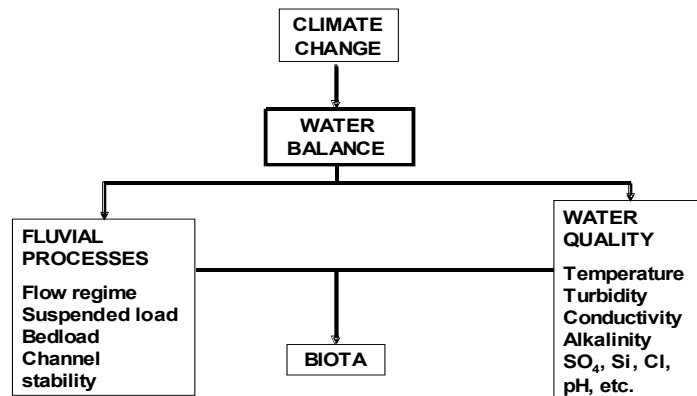 CLIMATE
CHANGE
WATER
BALANCE
FLUVIAL
PROCESSES
Flow regime
Suspended load
Bedload
Channel
stability
WATER
QUALITY
Temperature
Turbidity
Conductivity
Alkalinity
SO₄, Si, Cl,
pH, etc.
BIOTA